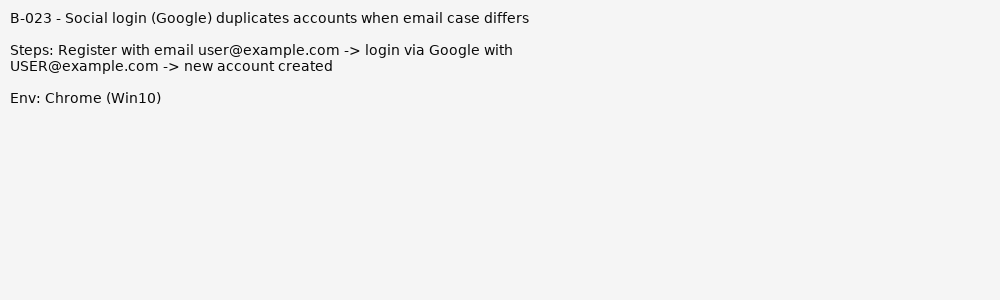 B-023 - Social login (Google) duplicates accounts when email case differs
Steps: Register with email user@example.com -> login via Google with
USER@example.com -> new account created
Env: Chrome (Win10)